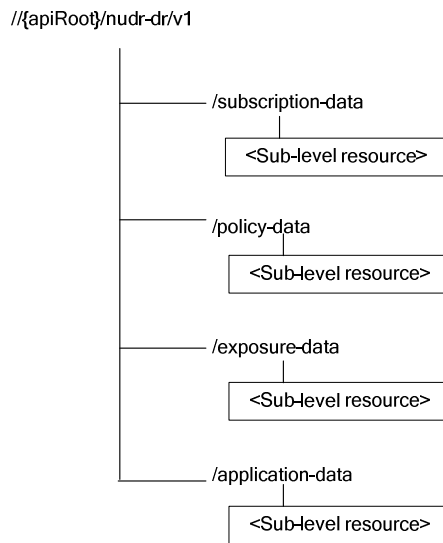 //{apiRoot}/nudr-dr/v1
/subscription-data
<Sub-level resource>
/policy-data
<Sub-level resource>
/exposure-data
<Sub-level resource>
/application-data
<Sub-level resource>